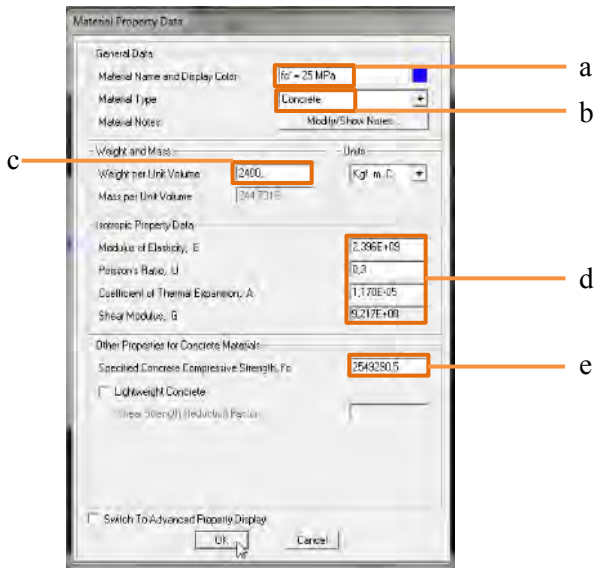 Material Property Data
General Data
Material Name and Display Color fc' = 25 MPa
a
Material Type Concrete
b
Material Notes Modify/Show Notes...
Weight and Mass Units
c
Weight per Unit Volume 2400, Kgf, m, C
Mass per Unit Volume
Isotropic Property Data
Modulus of Elasticity, E 2,396E+09
Poisson's Ratio, U 0,3
d
Coefficient of Thermal Expansion, A 1,170E-05
Shear Modulus, G 9,217E+08
Other Properties for Concrete Materials
Specified Concrete Compressive Strength, f'c 2549290,5
e
Lightweight Concrete
Shear Strength Reduction Factor
Switch To Advanced Property Display
OK Cancel